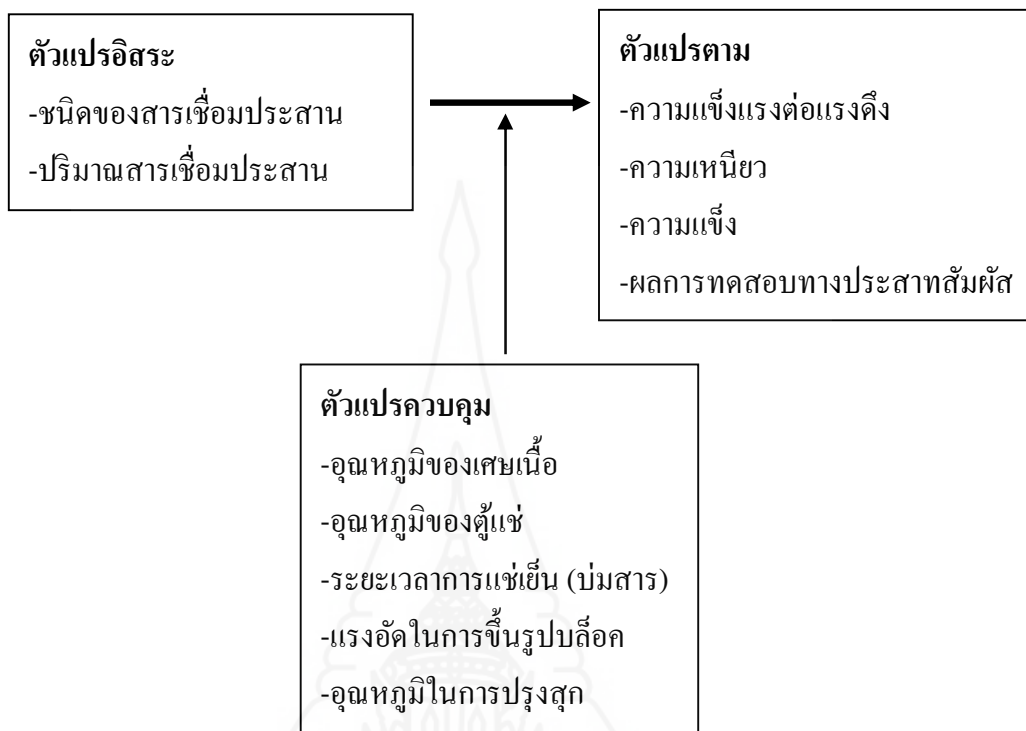 ตัวแปรอิสระ
-ชนิดของสารเชื่อมประสาน
-ปริมาณสารเชื่อมประสาน
ตัวแปรตาม
-ความแข็งแรงต่อแรงดึง
-ความเหนียว
-ความแข็ง
-ผลการทดสอบทางประสาทสัมผัส
ตัวแปรควบคุม
-อุณหภูมิของเศษเนื้อ
-อุณหภูมิของตู้แช่
-ระยะเวลาการแช่เย็น (บ่มสาร)
-แรงอัดในการขึ้นรูปบล็อค
-อุณหภูมิในการปรุงสุก